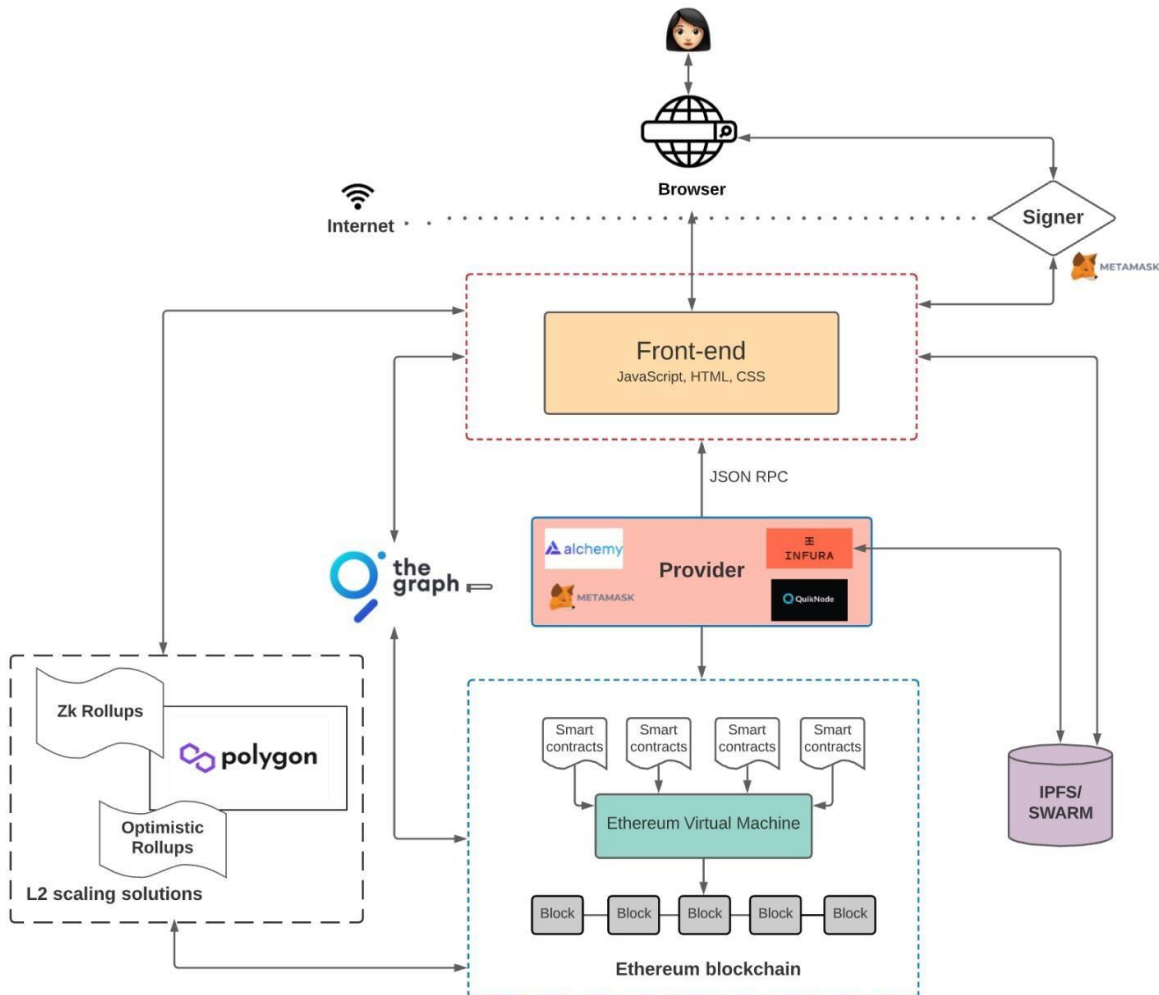 Browser
Internet
Signer
METAMASK
Front-end
JavaScript, HTML, CSS
JSON RPC
alchemy
INFURA
Provider
METAMASK
QuikNode
the
graph
Zk Rollups
polygon
Optimistic
Rollups
L2 scaling solutions
Smart
contracts
Smart
contracts
Smart
contracts
Smart
contracts
Ethereum Virtual Machine
Block
Block
Block
Block
Block
Ethereum blockchain
IPFS/
SWARM